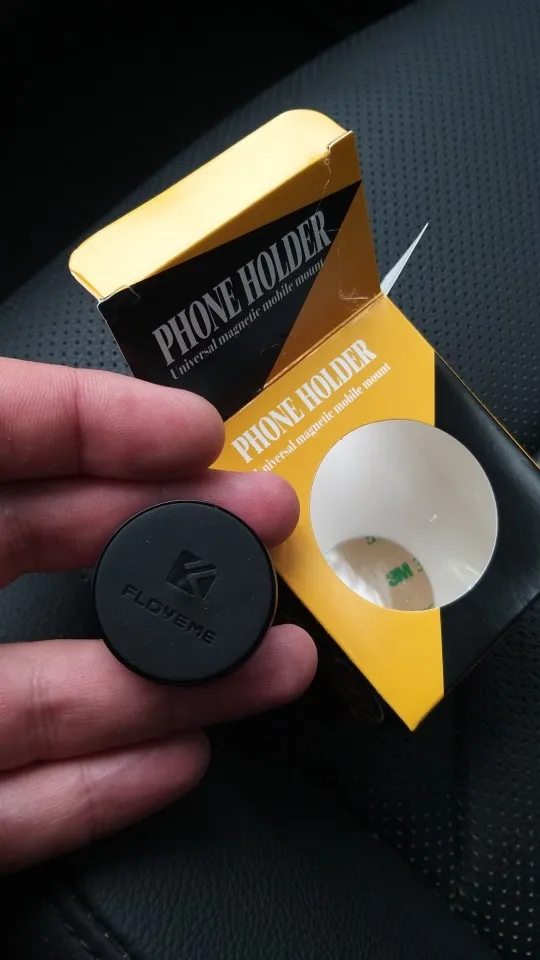 PHONE HOLDER
Universal magnetic mobile mount
PHONE HOLDER
Universal magnetic mobile mount
3M
FLOVEME